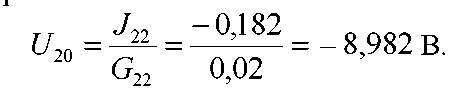 U₂₀ = J₂₂/G₂₂ = −0,182/0,02 = − 8,982 В.